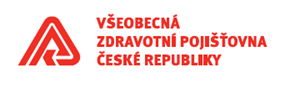 VŠEOBECNÁ
ZDRAVOTNÍ POJIŠŤOVNA
ČESKÉ REPUBLIKY